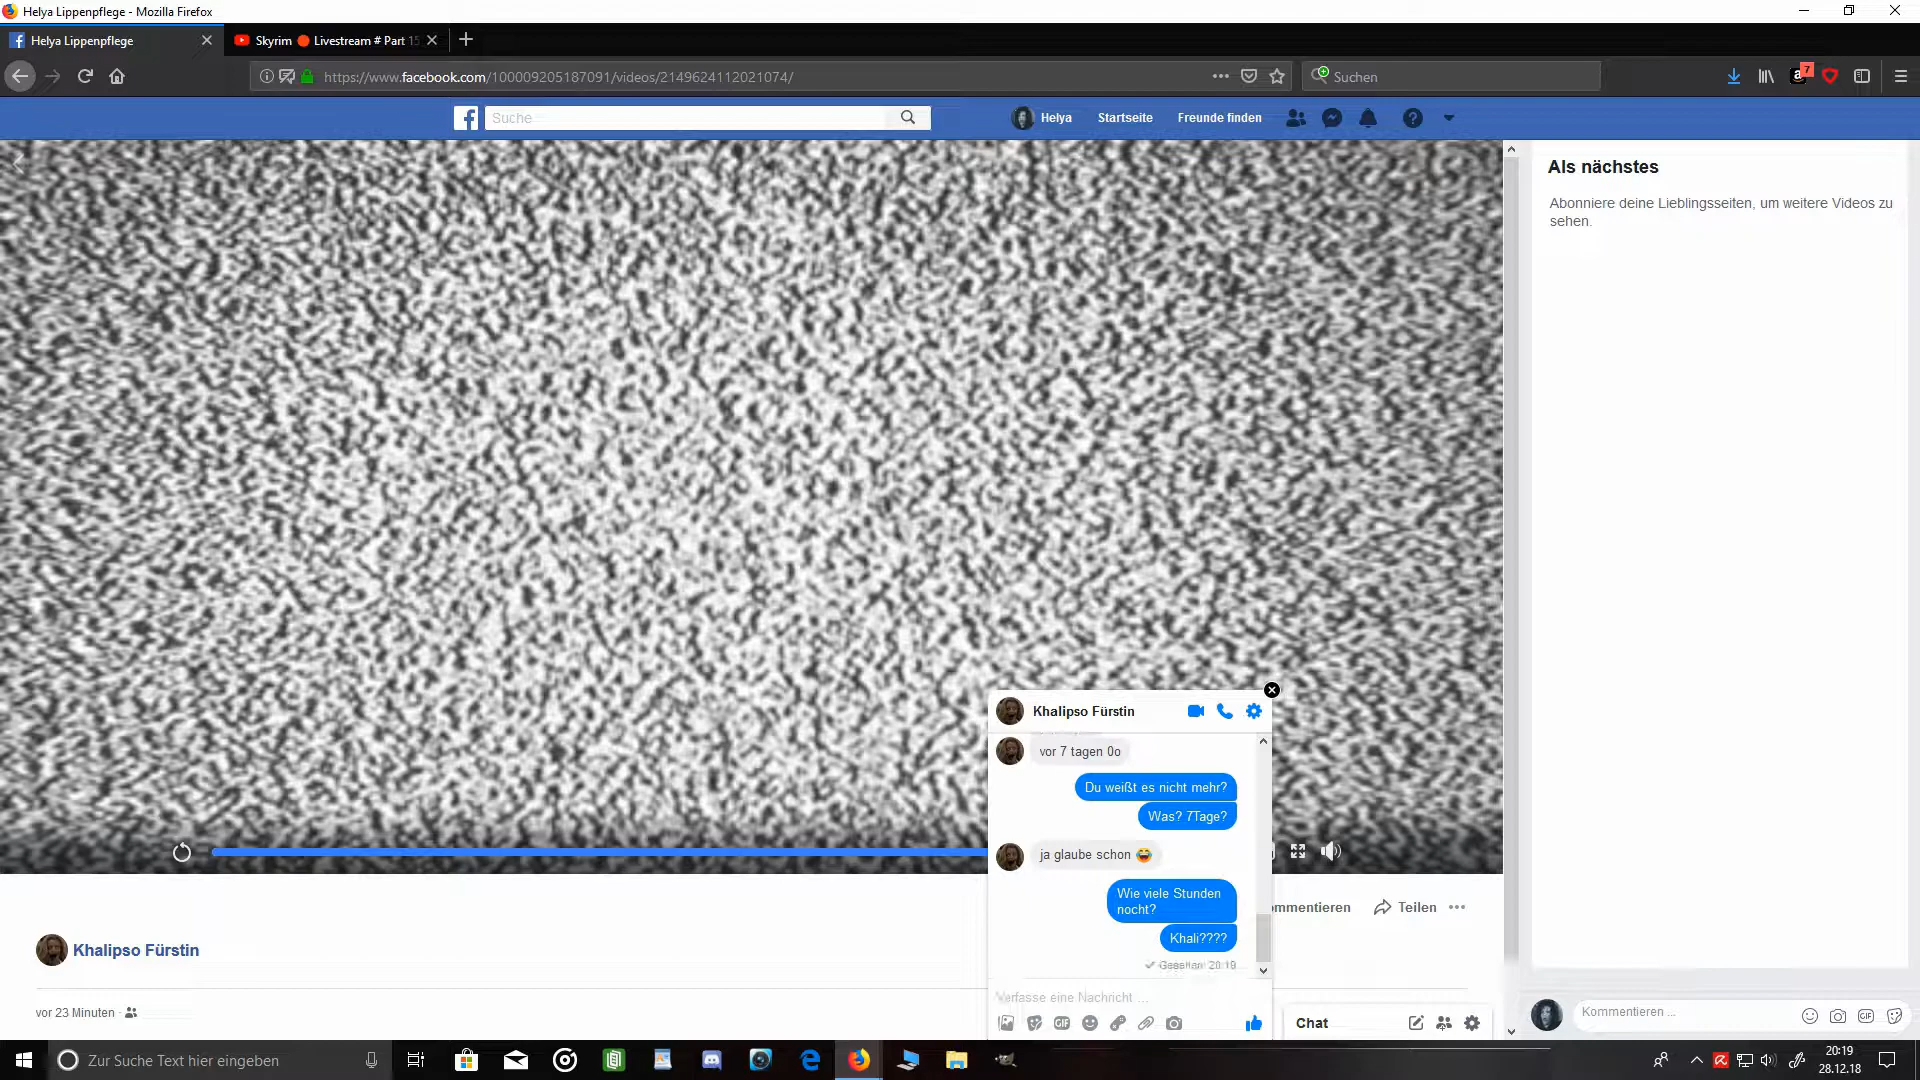 Helya Lippenpflege - Mozilla Firefox
Helya Lippenpflege
Skyrim 🔴 Livestream # Part 15
https://www.facebook.com/100009205187091/videos/2149624112021074/
Suchen
7
Suche
Helya
Startseite
Freunde finden
Als nächstes
Abonniere deine Lieblingsseiten, um weitere Videos zu
sehen.
Khalipso Fürstin
vor 7 tagen 0o
Du weißt es nicht mehr?
Was? 7Tage?
ja glaube schon 😂
Wie viele Stunden
nocht?
Khali????
Gesehen: 20:19
Verfasse eine Nachricht ...
ommentieren
Teilen
Khalipso Fürstin
vor 23 Minuten ·
Chat
Kommentieren ...
Zur Suche Text hier eingeben
20:19
28.12.18